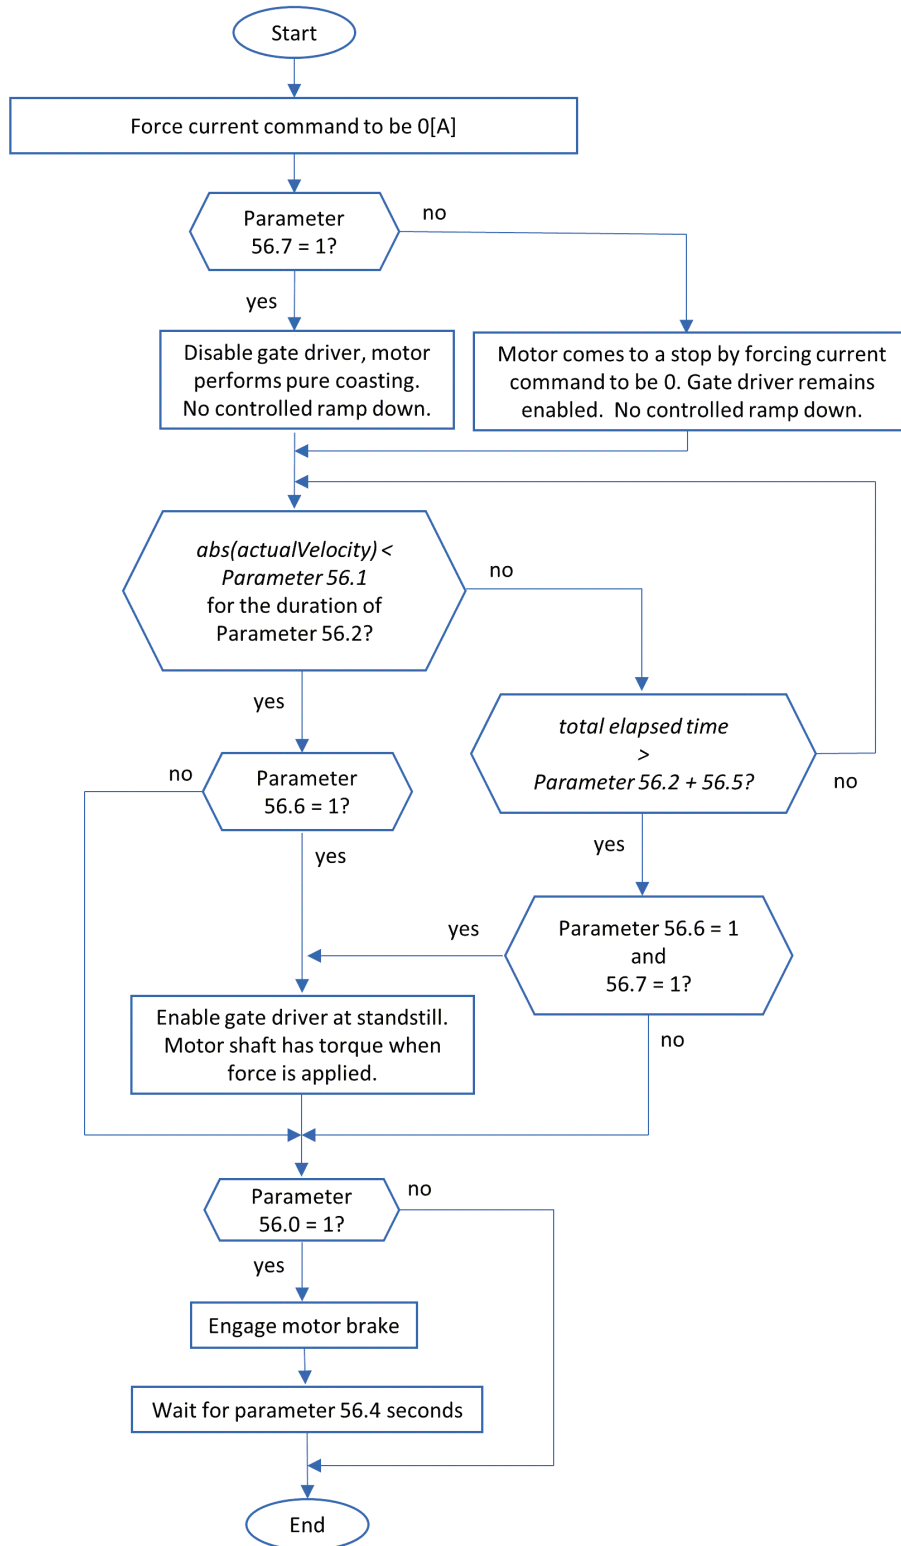 Start
Force current command to be 0[A]
Parameter
56.7 = 1?
no
yes
Disable gate driver, motor
performs pure coasting.
No controlled ramp down.
Motor comes to a stop by forcing current
command to be 0. Gate driver remains
enabled. No controlled ramp down.
abs(actualVelocity) <
Parameter 56.1
for the duration of
Parameter 56.2?
no
yes
total elapsed time
>
Parameter 56.2 + 56.5?
no
yes
Parameter
56.6 = 1?
no
yes
Parameter 56.6 = 1
and
56.7 = 1?
yes
no
Enable gate driver at standstill.
Motor shaft has torque when
force is applied.
Parameter
56.0 = 1?
no
yes
Engage motor brake
Wait for parameter 56.4 seconds
End